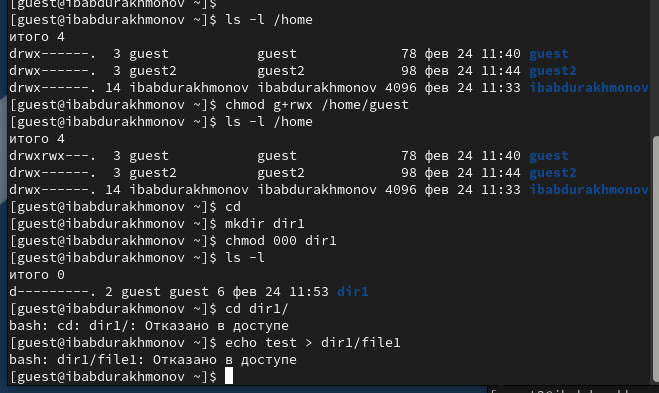 [guest@ibabdurakhmonov ~]$
[guest@ibabdurakhmonov ~]$ ls -l /home
итого 4
drwx------.  3 guest           guest             78 фев 24 11:40 guest
drwx------.  3 guest2          guest2            98 фев 24 11:44 guest2
drwx------. 14 ibabdurakhmonov ibabdurakhmonov 4096 фев 24 11:33 ibabdurakhmonov
[guest@ibabdurakhmonov ~]$ chmod g+rwx /home/guest
[guest@ibabdurakhmonov ~]$ ls -l /home
итого 4
drwxrwx---.  3 guest           guest             78 фев 24 11:40 guest
drwx------.  3 guest2          guest2            98 фев 24 11:44 guest2
drwx------. 14 ibabdurakhmonov ibabdurakhmonov 4096 фев 24 11:33 ibabdurakhmonov
[guest@ibabdurakhmonov ~]$ cd
[guest@ibabdurakhmonov ~]$ mkdir dir1
[guest@ibabdurakhmonov ~]$ chmod 000 dir1
[guest@ibabdurakhmonov ~]$ ls -l
итого 0
d---------. 2 guest guest 6 фев 24 11:53 dir1
[guest@ibabdurakhmonov ~]$ cd dir1/
bash: cd: dir1/: Отказано в доступе
[guest@ibabdurakhmonov ~]$ echo test > dir1/file1
bash: dir1/file1: Отказано в доступе
[guest@ibabdurakhmonov ~]$